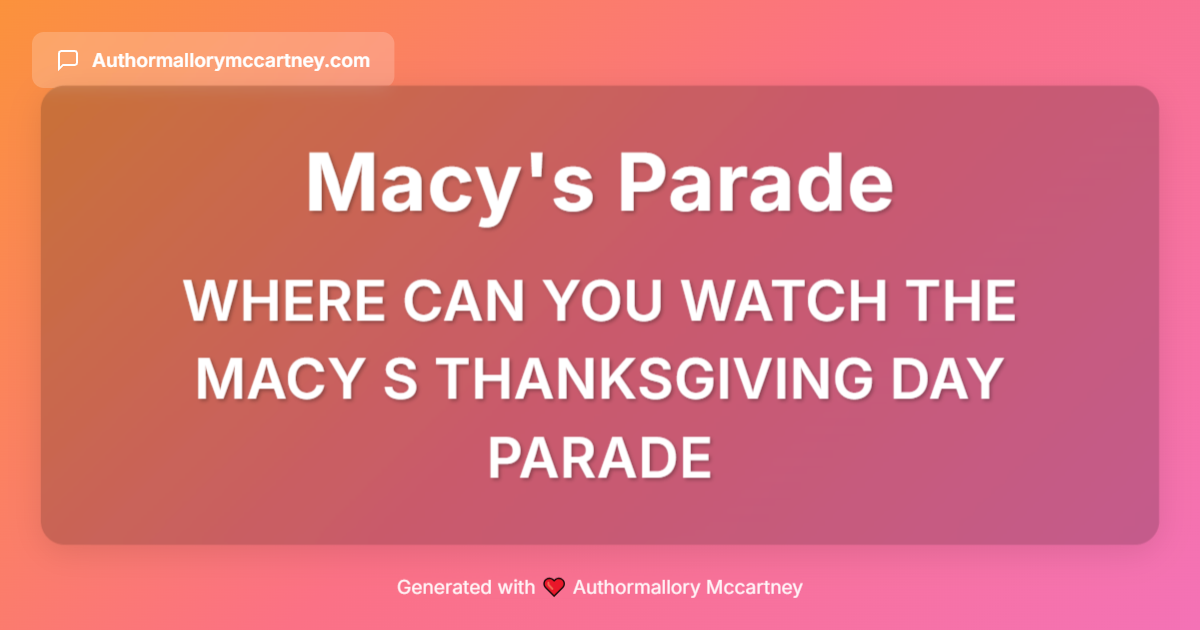 Authormallorymccartney.com
Macy's Parade
WHERE CAN YOU WATCH THE
MACY S THANKSGIVING DAY
PARADE
Generated with ❤️ Authormallory Mccartney